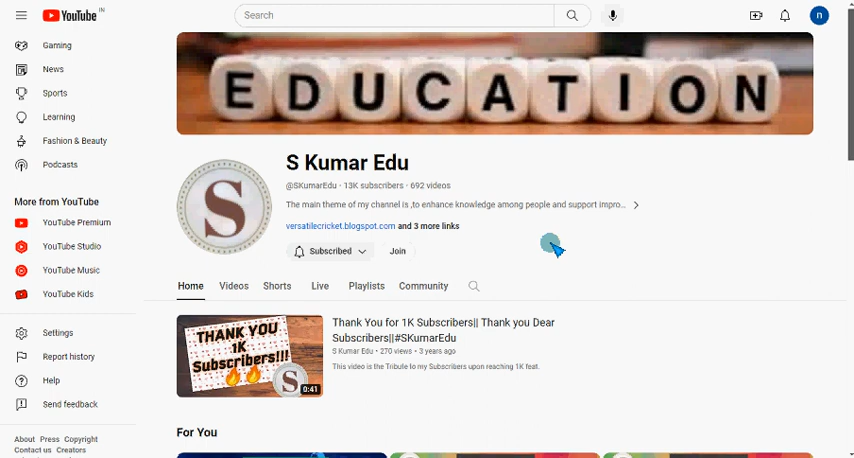 YouTube IN
Search
n
Gaming
News
Sports
Learning
Fashion & Beauty
Podcasts
More from YouTube
YouTube Premium
YouTube Studio
YouTube Music
YouTube Kids
Settings
Report history
Help
Send feedback
About Press Copyright
Contact us Creators
EDUCATION
S
S Kumar Edu
@SKumarEdu · 13K subscribers · 692 videos
The main theme of my channel is ,to enhance knowledge among people and support impro...
versatilecricket.blogspot.com and 3 more links
Subscribed
Join
Home Videos Shorts Live Playlists Community
THANK YOU
1K
Subscribers!!!
S
0:41
Thank You for 1K Subscribers|| Thank you Dear
Subscribers||#SKumarEdu
S Kumar Edu • 270 views • 3 years ago
This video is the Tribute to my Subscribers upon reaching 1K feat.
For You